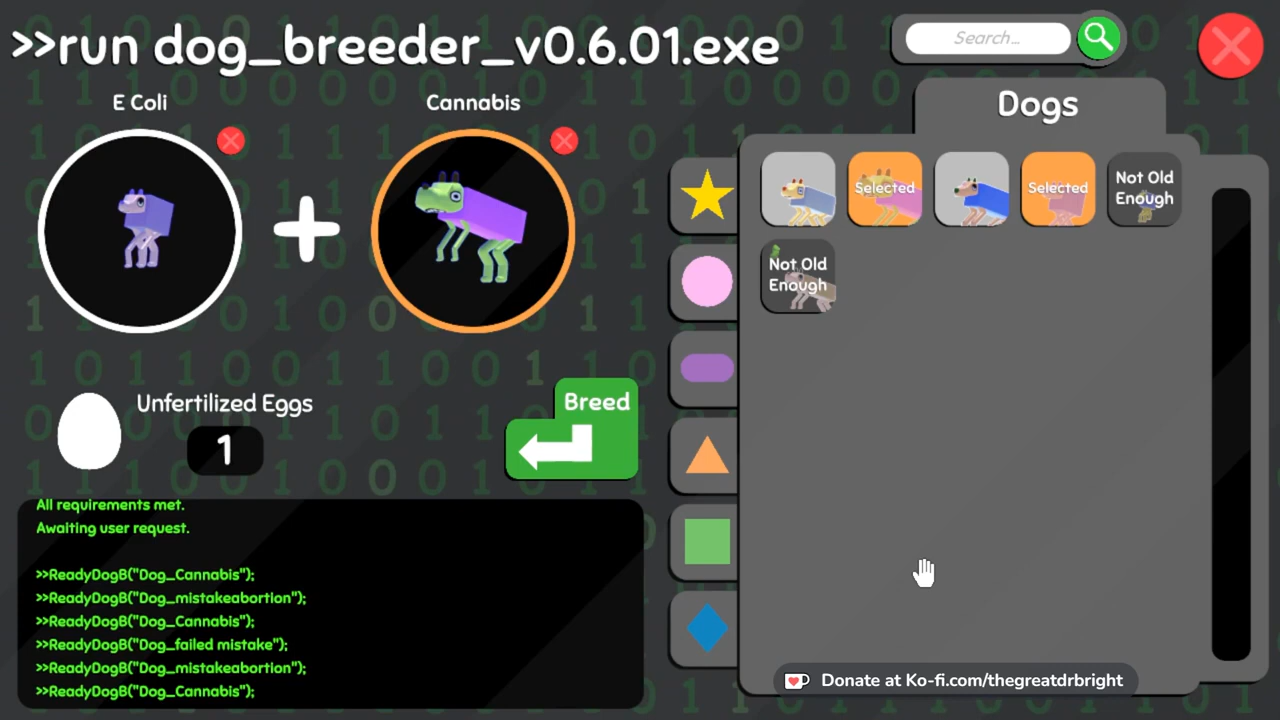 >>run dog_breeder_v0.6.01.exe
Search...
E Coli
Cannabis
Dogs
Selected
Selected
Not Old
Enough
Not Old
Enough
Unfertilized Eggs
1
Breed
All requirements met.
Awaiting user request.
>>ReadyDogB("Dog_Cannabis");
>>ReadyDogB("Dog_mistakeabortion");
>>ReadyDogB("Dog_Cannabis");
>>ReadyDogB("Dog_failed mistake");
>>ReadyDogB("Dog_mistakeabortion");
>>ReadyDogB("Dog_Cannabis");
Donate at Ko-fi.com/thegreatdrbright